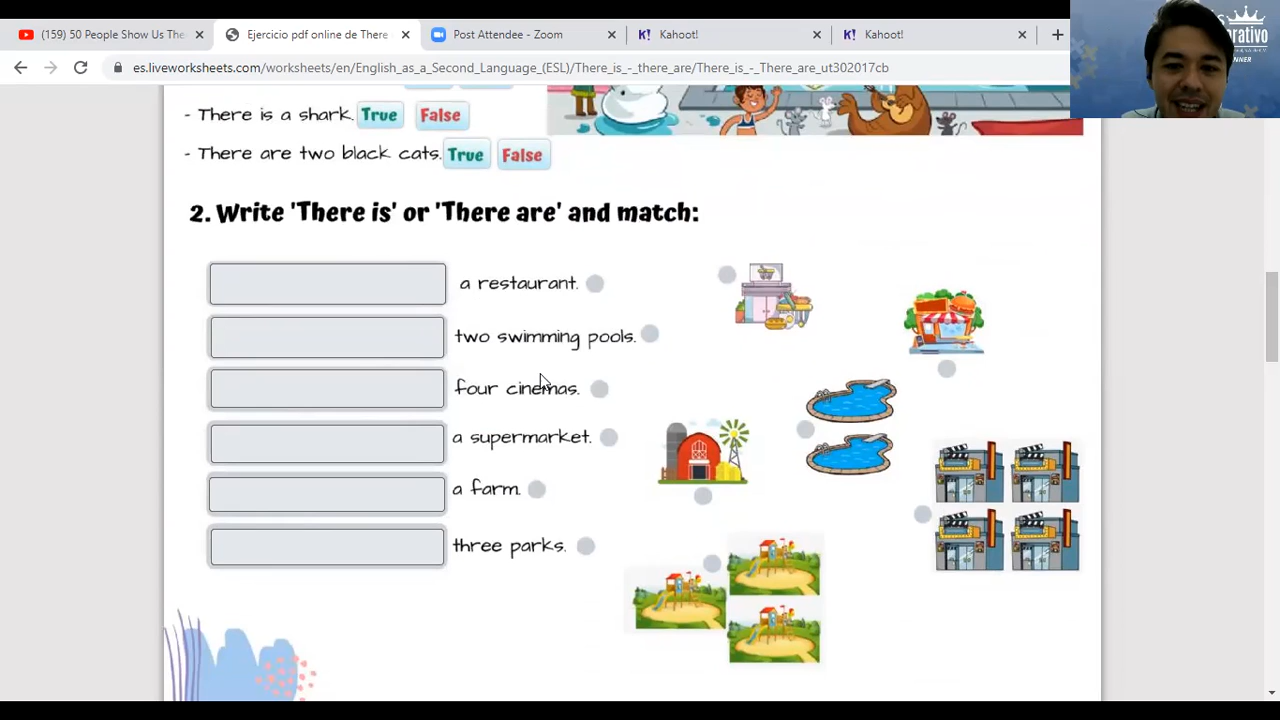 (159) 50 People Show Us The
Ejercicio pdf online de There
Post Attendee - Zoom
Kahoot!
Kahoot!
es.liveworksheets.com/worksheets/en/English_as_a_Second_Language_(ESL)/There_is_-_there_are/There_is_-_There_are_ut302017cb
- There is a shark. True False
- There are two black cats. True False
2. Write 'There is' or 'There are' and match:
a restaurant.
two swimming pools.
four cinemas.
a supermarket.
a farm.
three parks.